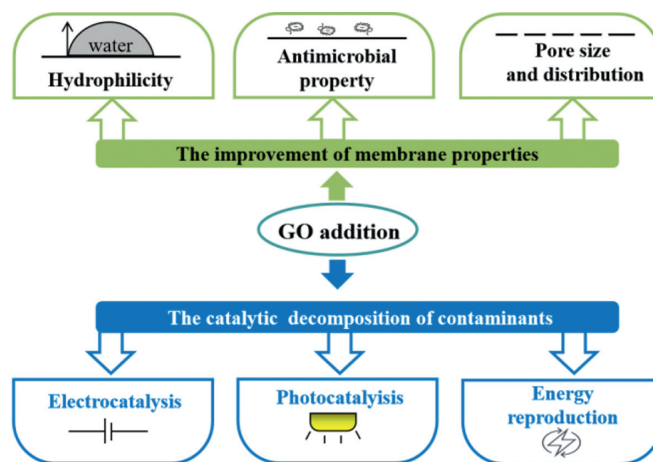 water
Hydrophilicity
Antimicrobial
property
Pore size
and distribution
The improvement of membrane properties
GO addition
The catalytic decomposition of contaminants
Electrocatalysis
Photocatalyisis
Energy
reproduction